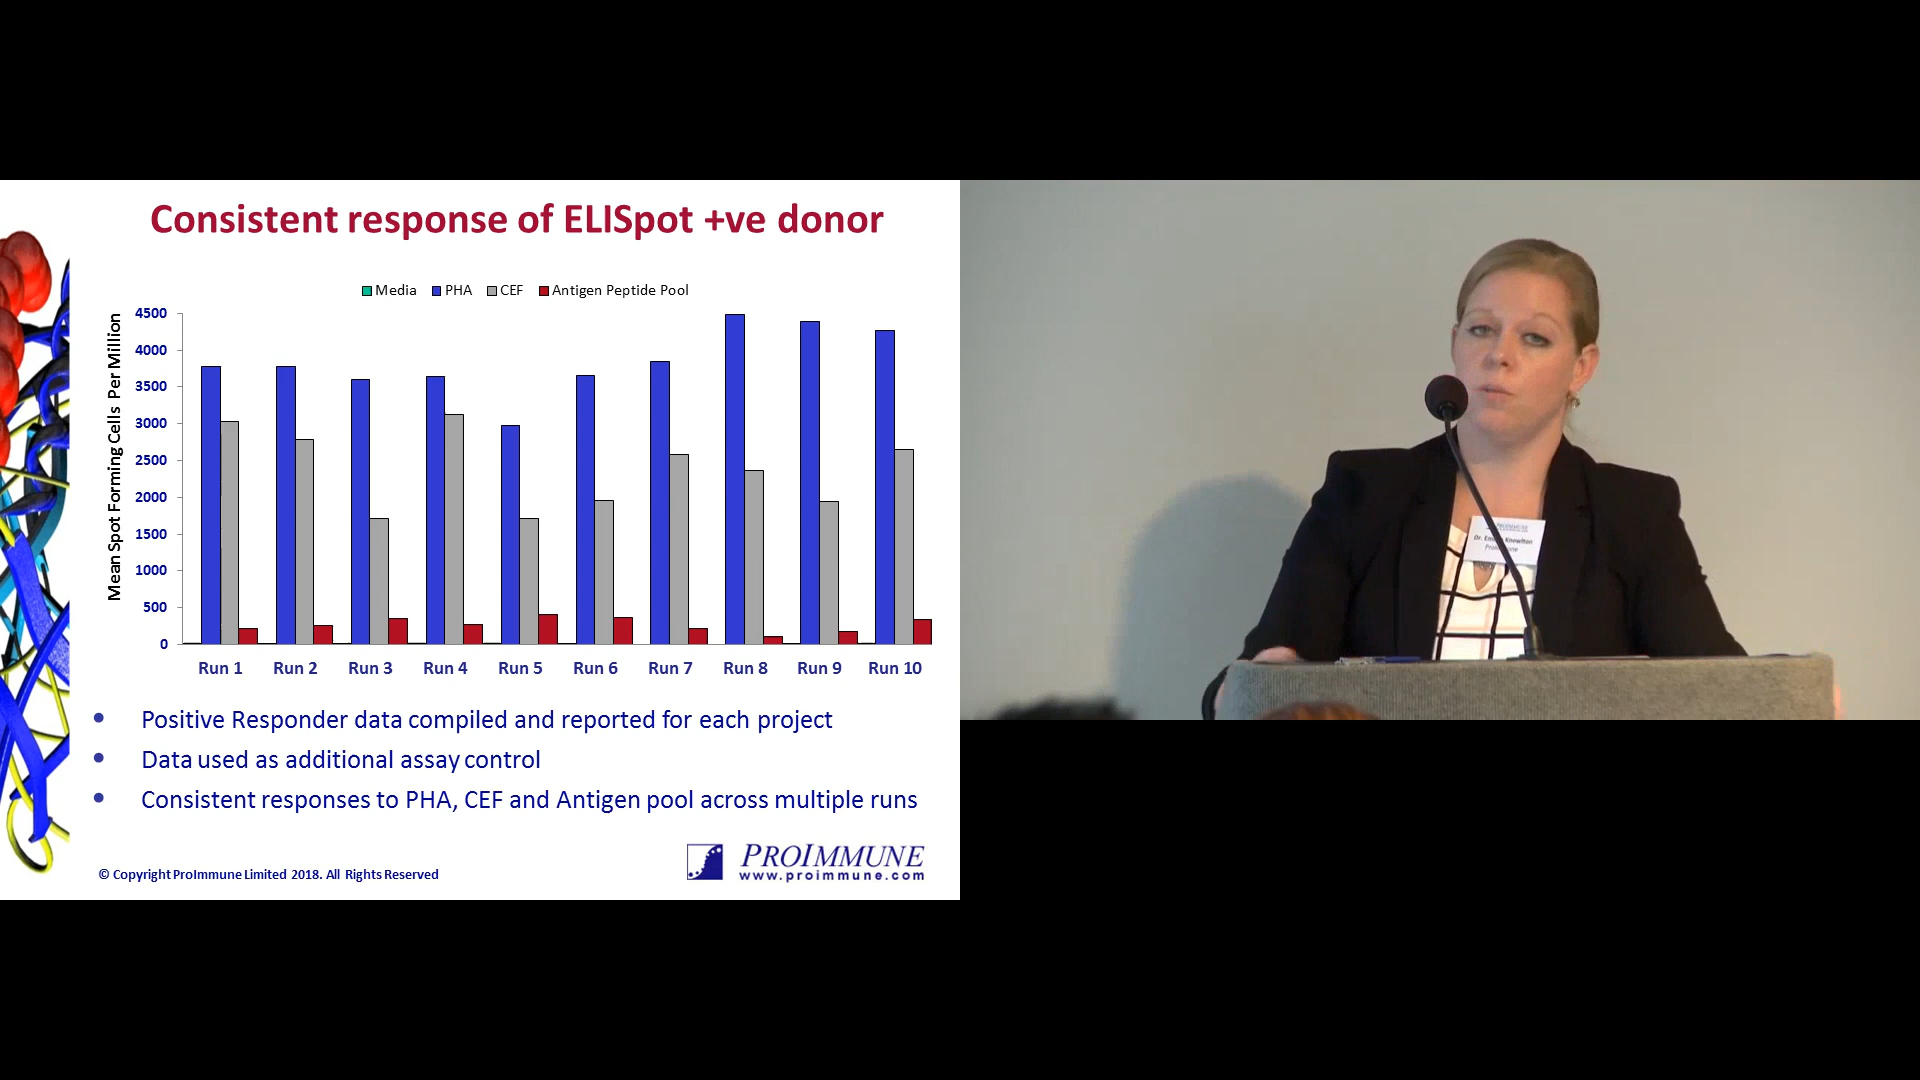 Consistent response of ELISpot +ve donor
Media PHA CEF Antigen Peptide Pool
Mean Spot Forming Cells Per Million
4500
4000
3500
3000
2500
2000
1500
1000
500
0
Run 1 Run 2 Run 3 Run 4 Run 5 Run 6 Run 7 Run 8 Run 9 Run 10
• Positive Responder data compiled and reported for each project
• Data used as additional assay control
• Consistent responses to PHA, CEF and Antigen pool across multiple runs
© Copyright ProImmune Limited 2018. All Rights Reserved
PROIMMUNE
www.proimmune.com
PROIMMUNE
Dr. Knowlton